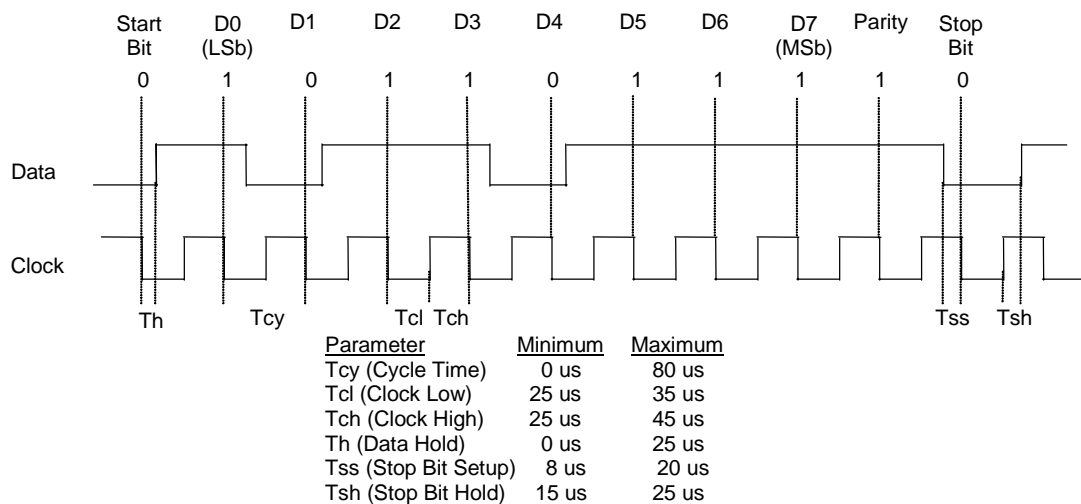 Start Bit D0 (LSb) D1 D2 D3 D4 D5 D6 D7 (MSb) Parity Stop Bit
0 1 0 1 1 0 1 1 1 1 0
Data
Clock
Th Tcy Tcl Tch Tss Tsh
Parameter Minimum Maximum
Tcy (Cycle Time) 0 us 80 us
Tcl (Clock Low) 25 us 35 us
Tch (Clock High) 25 us 45 us
Th (Data Hold) 0 us 25 us
Tss (Stop Bit Setup) 8 us 20 us
Tsh (Stop Bit Hold) 15 us 25 us